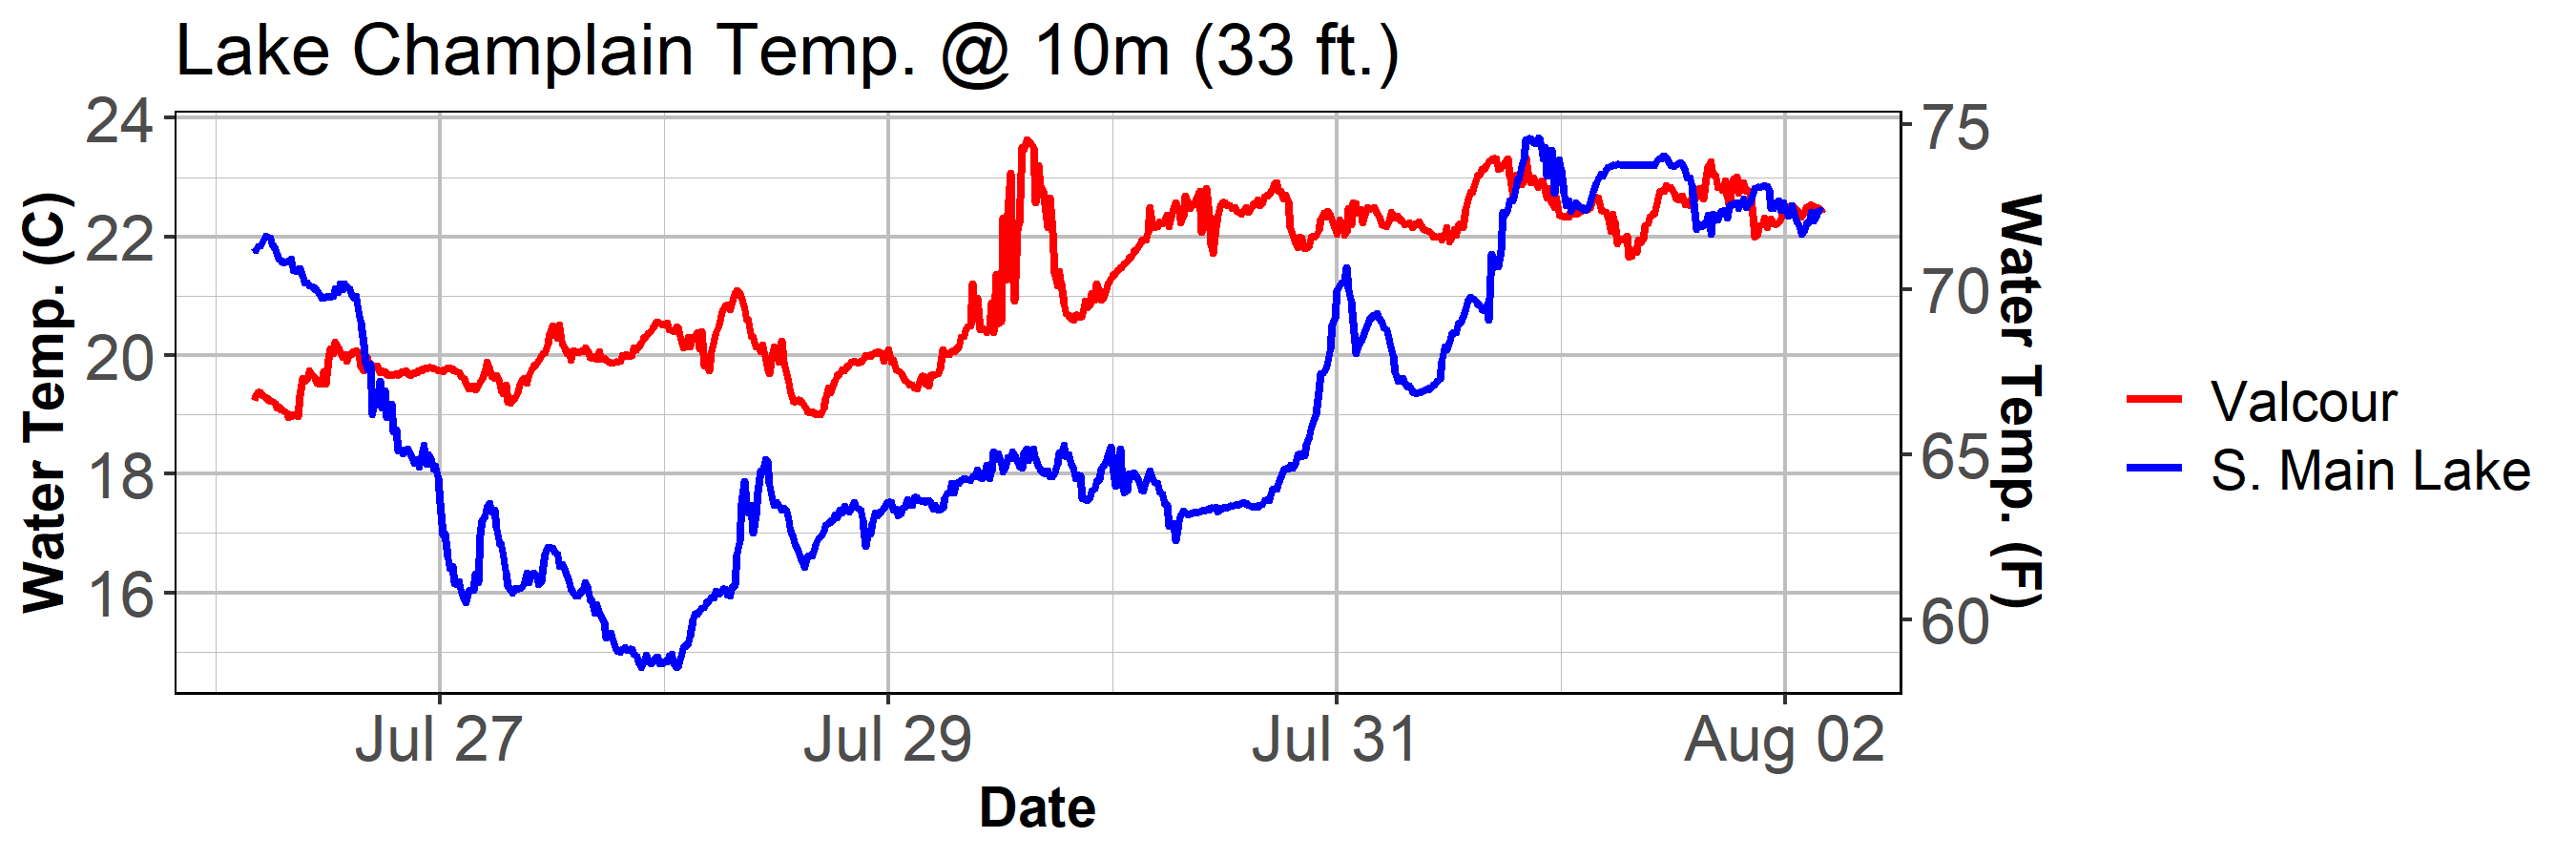 Lake Champlain Temp. @ 10m (33 ft.)
Water Temp. (C)
24
22
20
18
16
75
70
65
60
Water Temp. (F)
Jul 27
Jul 29
Jul 31
Aug 02
Date
Valcour
S. Main Lake